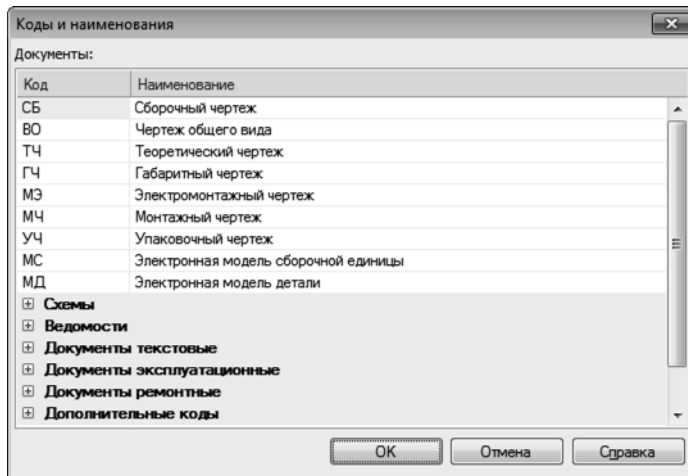 Коды и наименования
Документы:
Код Наименование
СБ Сборочный чертеж
ВО Чертеж общего вида
ТЧ Теоретический чертеж
ГЧ Габаритный чертеж
МЭ Электромонтажный чертеж
МЧ Монтажный чертеж
УЧ Упаковочный чертеж
МС Электронная модель сборочной единицы
МД Электронная модель детали
Схемы
Ведомости
Документы текстовые
Документы эксплуатационные
Документы ремонтные
Дополнительные коды
OK Отмена Справка